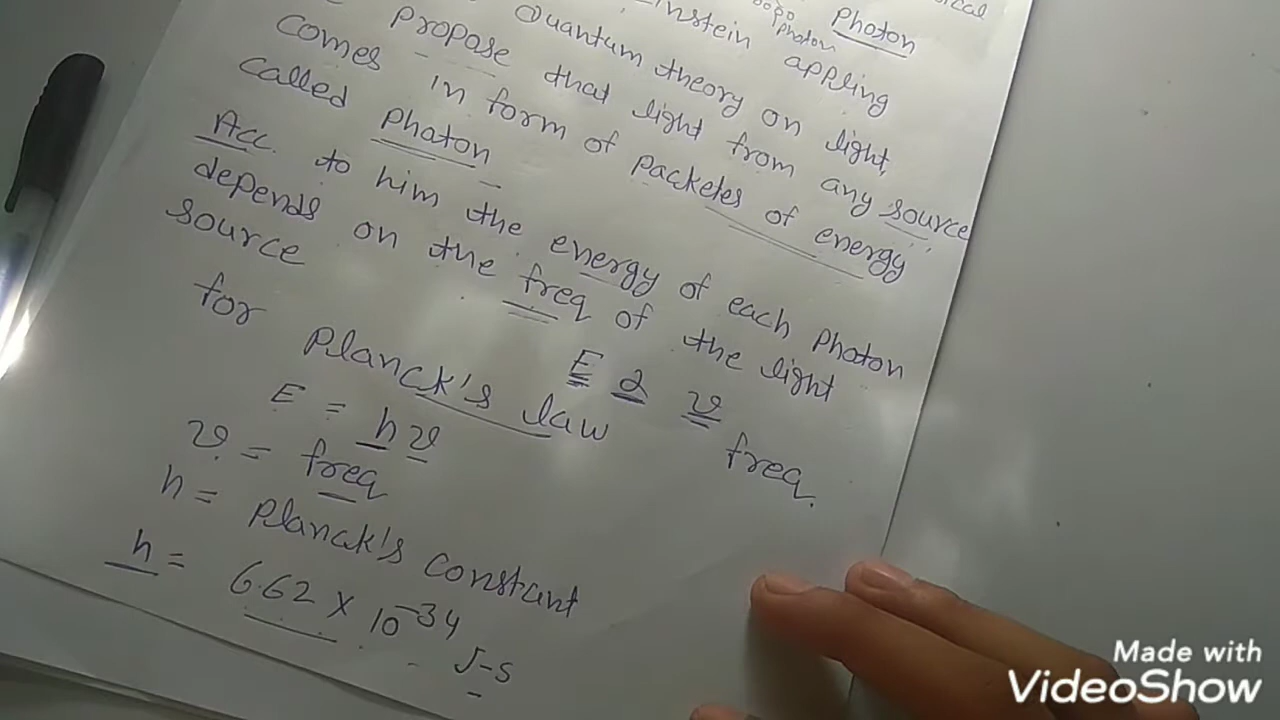 Photon
photon
Einstein appling
Quantum theory on light,
propose that light from any source
comes in form of packetes of energy
called photon
Acc. to him the energy of each photon
depends on the freq of the light
source
E α ν
freq.
for Planck's law
E = hν
ν = freq
h = Planck's constant
h = 6.62 × 10⁻³⁴
J-s
Made with
VideoShow